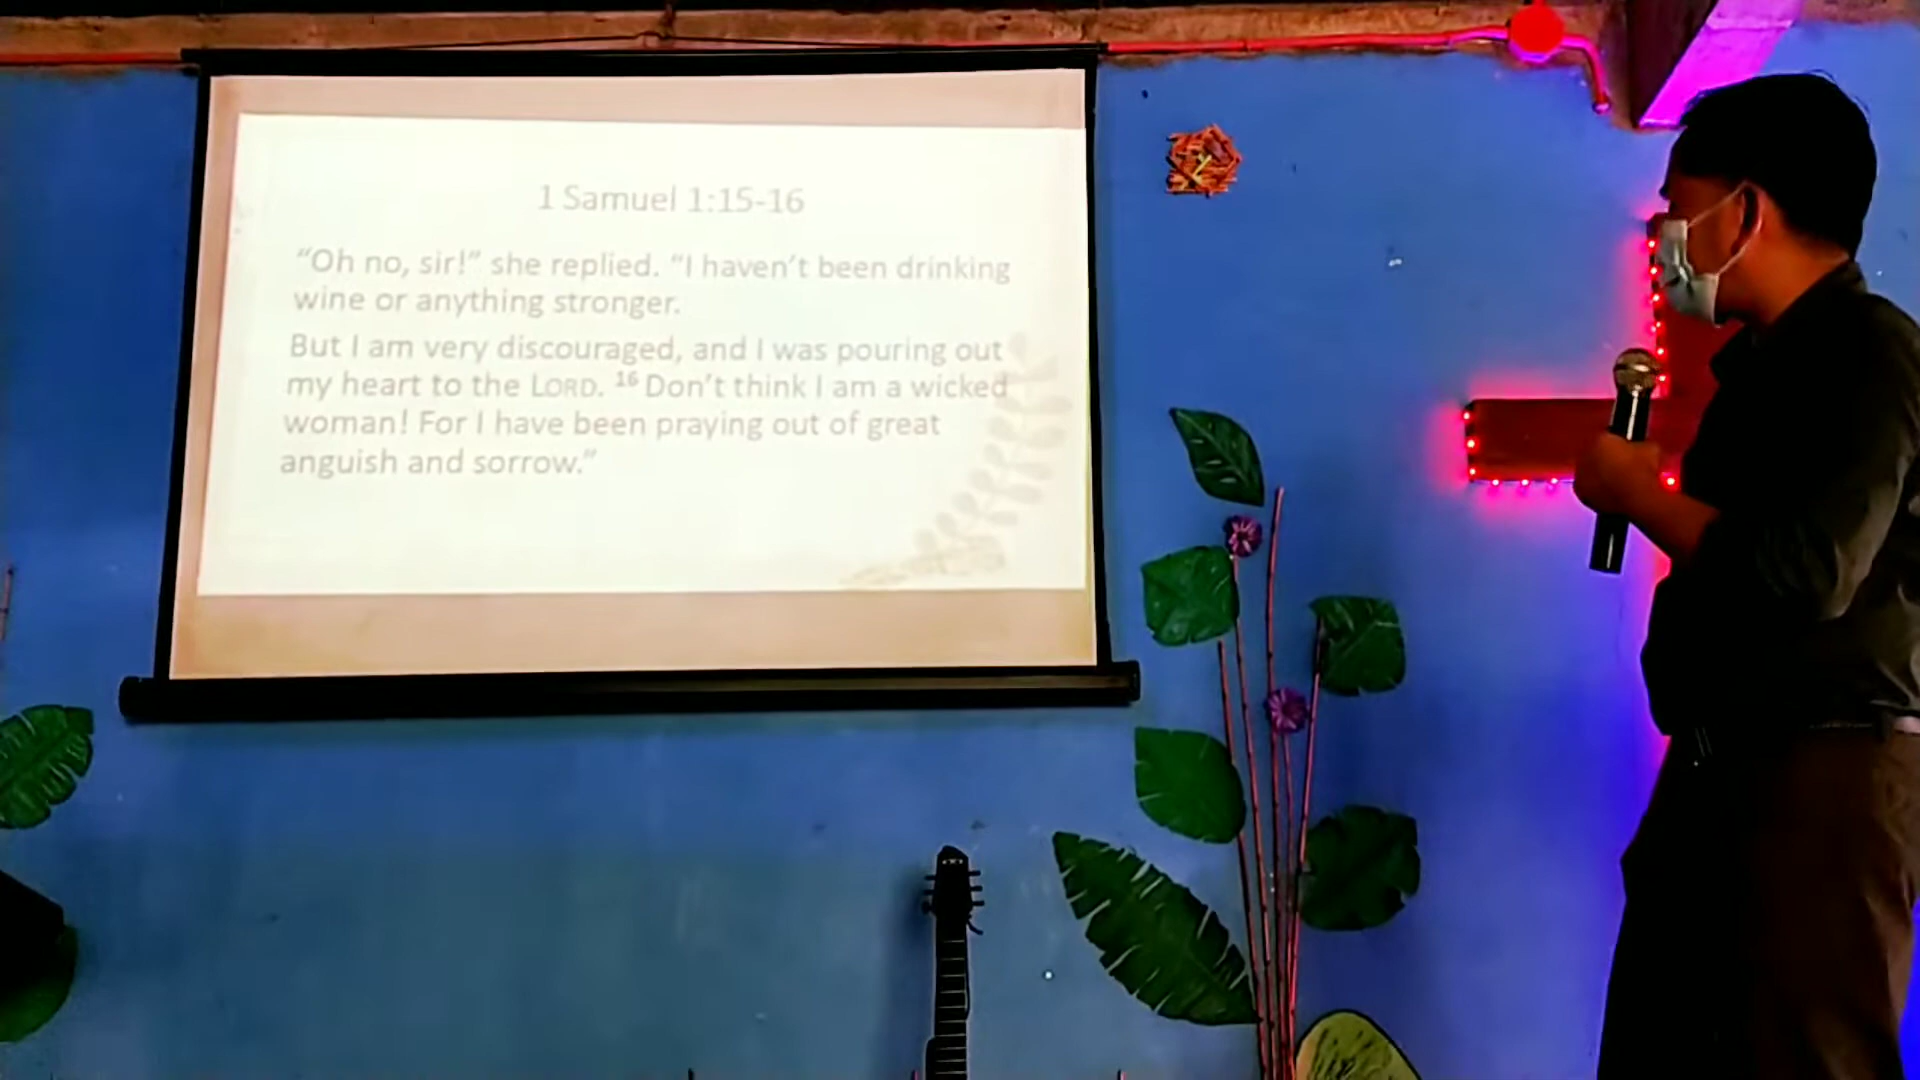 1 Samuel 1:15-16
“Oh no, sir!” she replied. “I haven’t been drinking
wine or anything stronger.
But I am very discouraged, and I was pouring out
my heart to the LORD. 16 Don’t think I am a wicked
woman! For I have been praying out of great
anguish and sorrow.”